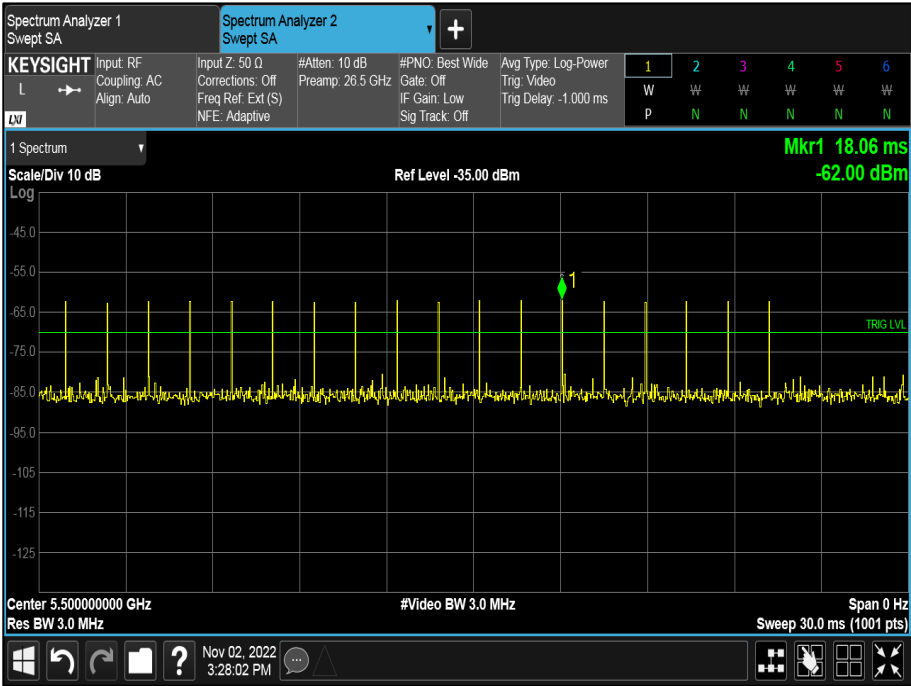 Spectrum Analyzer 1
Swept SA
Spectrum Analyzer 2
Swept SA
+
KEYSIGHT
L
LXI
Input: RF
Coupling: AC
Align: Auto
Input Z: 50 Ω
Corrections: Off
Freq Ref: Ext (S)
NFE: Adaptive
#Atten: 10 dB
Preamp: 26.5 GHz
#PNO: Best Wide
Gate: Off
IF Gain: Low
Sig Track: Off
Avg Type: Log-Power
Trig: Video
Trig Delay: -1.000 ms
1 2 3 4 5 6
W W W W W W
P N N N N N
1 Spectrum
Mkr1 18.06 ms
Scale/Div 10 dB
Ref Level -35.00 dBm
-62.00 dBm
Log
-45.0
-55.0
1
-65.0
TRIG LVL
-75.0
-85.0
-95.0
-105
-115
-125
Center 5.500000000 GHz
#Video BW 3.0 MHz
Span 0 Hz
Res BW 3.0 MHz
Sweep 30.0 ms (1001 pts)
?
Nov 02, 2022
3:28:02 PM